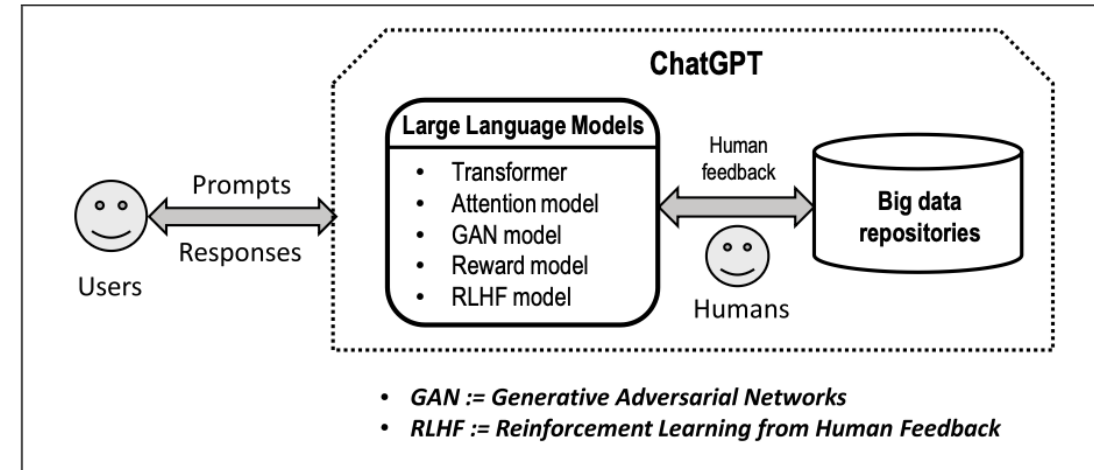 ChatGPT
Large Language Models
• Transformer
• Attention model
• GAN model
• Reward model
• RLHF model
Human
feedback
Humans
Big data
repositories
Prompts
Responses
Users
• GAN := Generative Adversarial Networks
• RLHF := Reinforcement Learning from Human Feedback